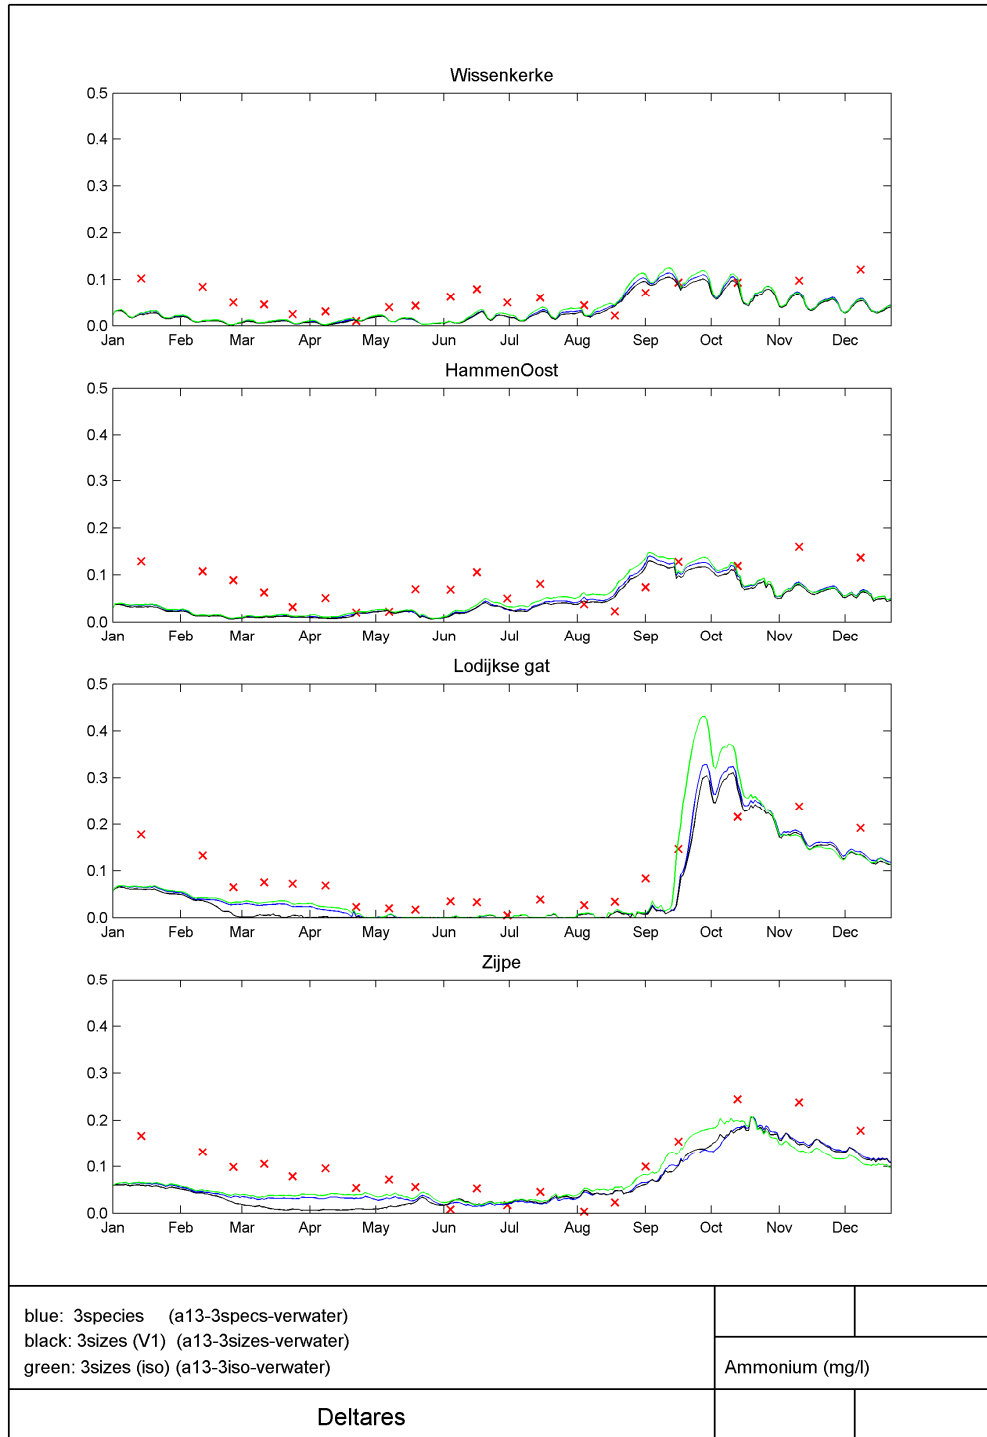 Wissenkerke
0.5
0.4
0.3
0.2
0.1
0.0
Jan Feb Mar Apr May Jun Jul Aug Sep Oct Nov Dec
HammenOost
0.5
0.4
0.3
0.2
0.1
0.0
Jan Feb Mar Apr May Jun Jul Aug Sep Oct Nov Dec
Lodijkse gat
0.5
0.4
0.3
0.2
0.1
0.0
Jan Feb Mar Apr May Jun Jul Aug Sep Oct Nov Dec
Zijpe
0.5
0.4
0.3
0.2
0.1
0.0
Jan Feb Mar Apr May Jun Jul Aug Sep Oct Nov Dec
blue: 3species (a13-3specs-verwater)
black: 3sizes (V1) (a13-3sizes-verwater)
green: 3sizes (iso) (a13-3iso-verwater)
Ammonium (mg/l)
Deltares